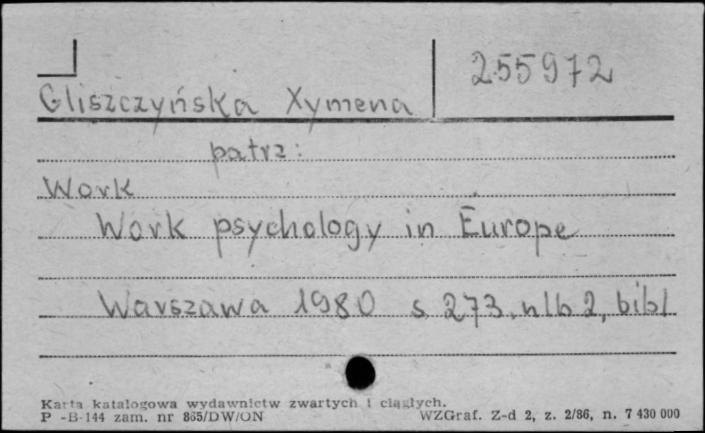 255972
Gliszczyńska Xymena
patrz:
Work
Work psychology in Europe
Warszawa 1980 s 273, nlb 2, bibl
Karta katalogowa wydawnictw zwartych i ciągłych.
P -B-144 zam. nr 865/DW/ON WZGraf. Z-d 2, z. 2/86, n. 7 430 000